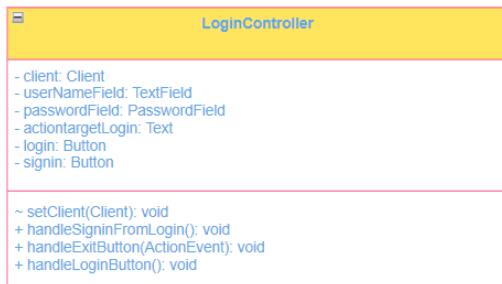 LoginController
- client: Client
- userNameField: TextField
- passwordField: PasswordField
- actiontargetLogin: Text
- login: Button
- signin: Button
~ setClient(Client): void
+ handleSigninFromLogin(): void
+ handleExitButton(ActionEvent): void
+ handleLoginButton(): void